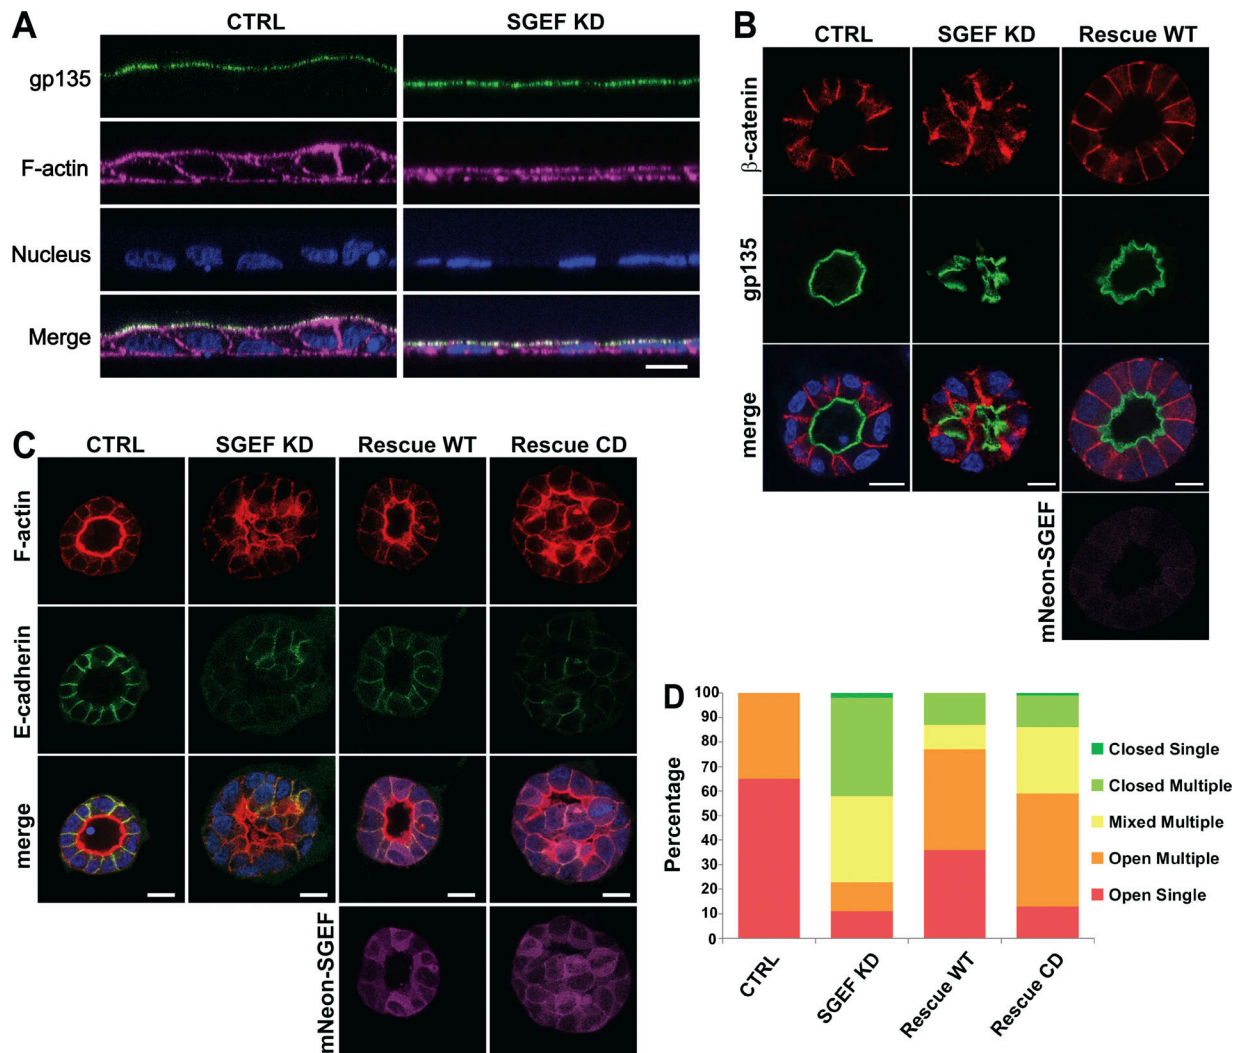 A
CTRL
SGEF KD
gp135
F-actin
Nucleus
Merge
B
CTRL
SGEF KD
Rescue WT
β-catenin
gp135
merge
mNeon-SGEF
C
CTRL
SGEF KD
Rescue WT
Rescue CD
F-actin
E-cadherin
merge
mNeon-SGEF
D
Percentage
100
90
80
70
60
50
40
30
20
10
0
CTRL
SGEF KD
Rescue WT
Rescue CD
Closed Single
Closed Multiple
Mixed Multiple
Open Multiple
Open Single